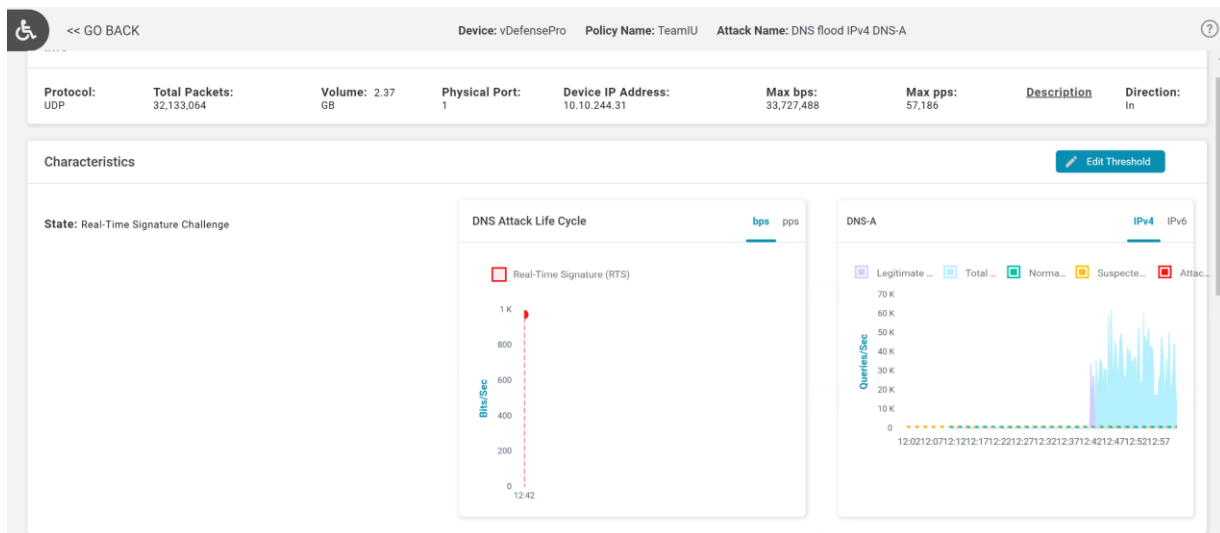 << GO BACK
Device: vDefensePro Policy Name: TeamIU Attack Name: DNS flood IPv4 DNS-A
?
Protocol: Total Packets: Volume: 2.37 Physical Port: Device IP Address: Max bps: Max pps: Description Direction:
UDP 32,133,064 GB 1 10.10.244.31 33,727,488 57,186 In
Characteristics
Edit Threshold
State: Real-Time Signature Challenge
DNS Attack Life Cycle
bps pps
Real-Time Signature (RTS)
Bits/Sec
1 K
800
600
400
200
0
12:42
DNS-A
IPv4 IPv6
Legitimate ... Total ... Norma... Suspecte... Attac...
Queries/Sec
70 K
60 K
50 K
40 K
30 K
20 K
10 K
0
12:0212:0712:1212:1712:2212:2712:3212:3712:4212:4712:5212:57